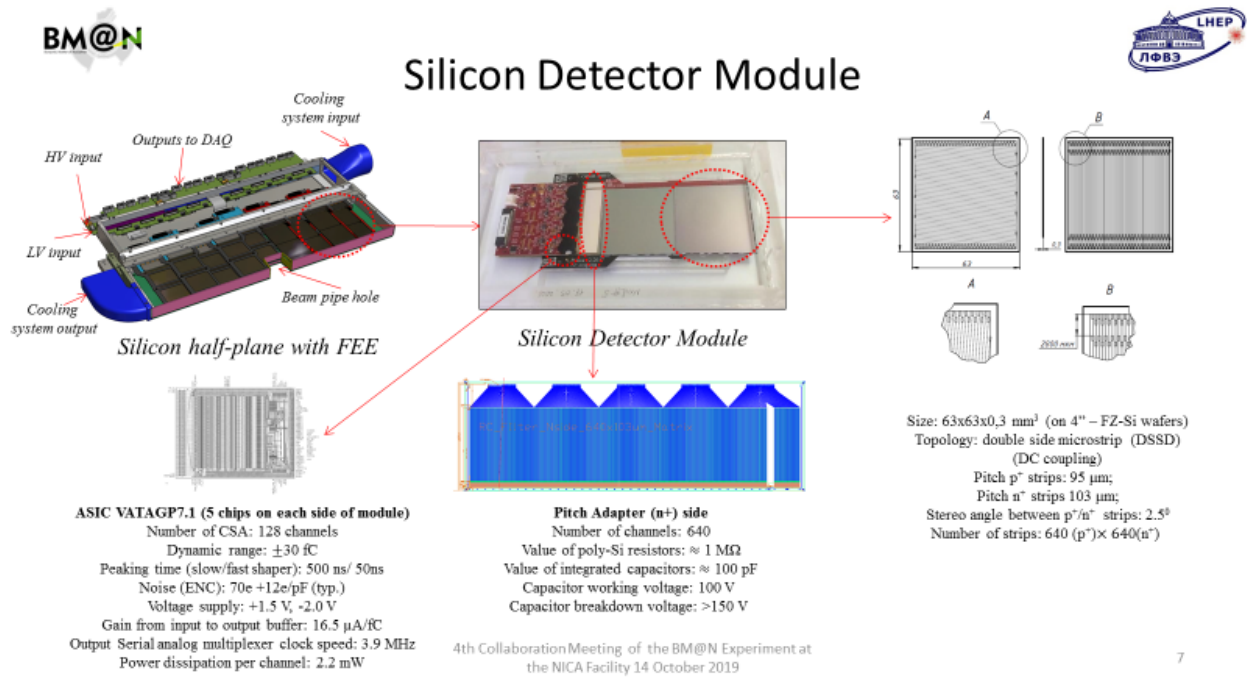 BM@N
LHEP
ЛФВЭ
Silicon Detector Module
Cooling
system input
Outputs to DAQ
HV input
LV input
Beam pipe hole
Cooling
system output
Silicon half-plane with FEE
Silicon Detector Module
A
B
63
63
0,3
A
B
2800 мкм
RC_Filter_Nside_640x103um_Matrix
ASIC VATAGP7.1 (5 chips on each side of module)
Number of CSA: 128 channels
Dynamic range: ±30 fC
Peaking time (slow/fast shaper): 500 ns/ 50ns
Noise (ENC): 70e +12e/pF (typ.)
Voltage supply: +1.5 V, -2.0 V
Gain from input to output buffer: 16.5 μA/fC
Output Serial analog multiplexer clock speed: 3.9 MHz
Power dissipation per channel: 2.2 mW
Pitch Adapter (n+) side
Number of channels: 640
Value of poly-Si resistors: ≈ 1 MΩ
Value of integrated capacitors: ≈ 100 pF
Capacitor working voltage: 100 V
Capacitor breakdown voltage: >150 V
Size: 63x63x0,3 mm³ (on 4" – FZ-Si wafers)
Topology: double side microstrip (DSSD)
(DC coupling)
Pitch p⁺ strips: 95 μm;
Pitch n⁺ strips 103 μm;
Stereo angle between p⁺/n⁺ strips: 2.5⁰
Number of strips: 640 (p⁺)× 640(n⁺)
4th Collaboration Meeting of the BM@N Experiment at
the NICA Facility 14 October 2019
7